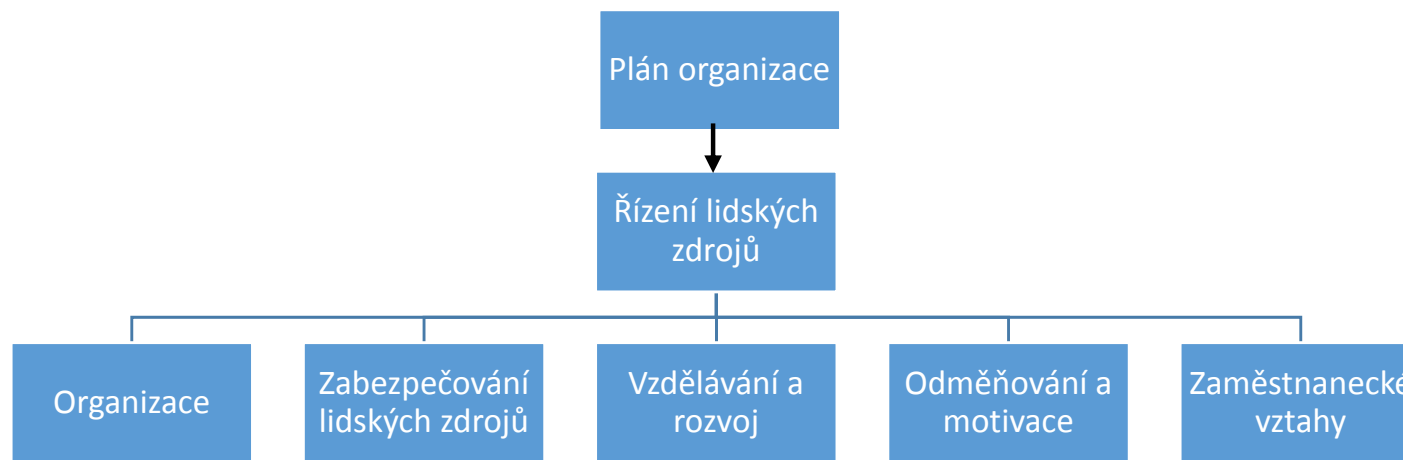 Plán organizace
Řízení lidských
zdrojů
Organizace
Zabezpečování
lidských zdrojů
Vzdělávání a
rozvoj
Odměňování a
motivace
Zaměstnanecké
vztahy